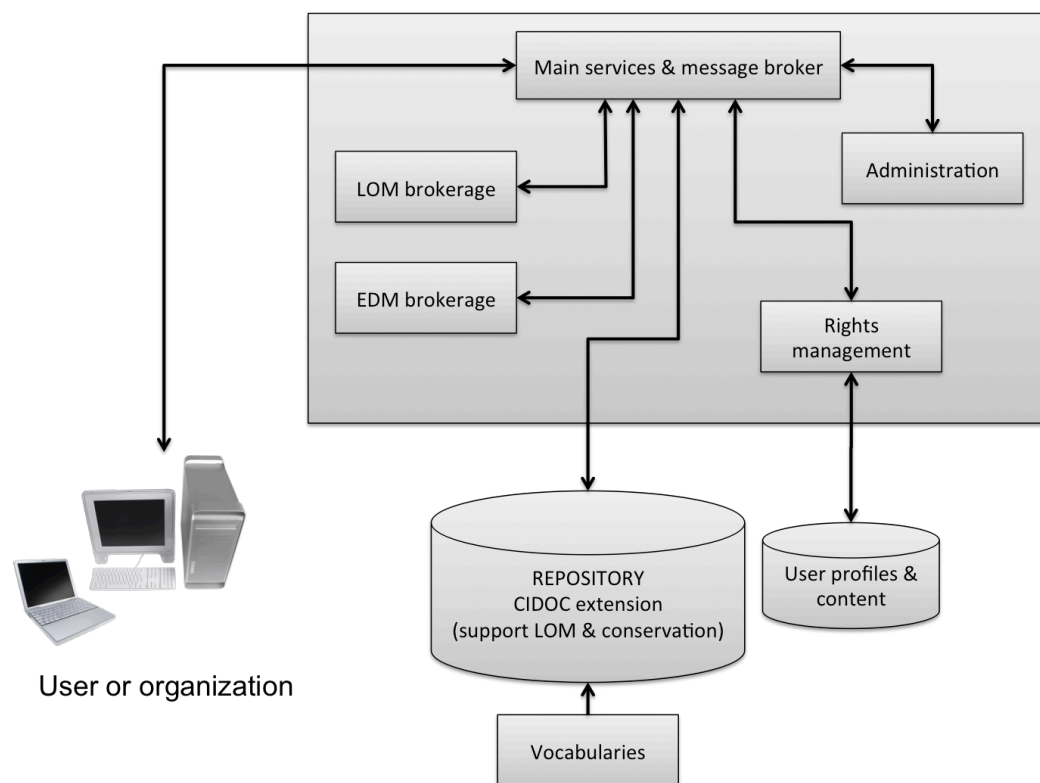 Main services & message broker
Administration
LOM brokerage
EDM brokerage
Rights
management
REPOSITORY
CIDOC extension
(support LOM & conservation)
User profiles &
content
User or organization
Vocabularies